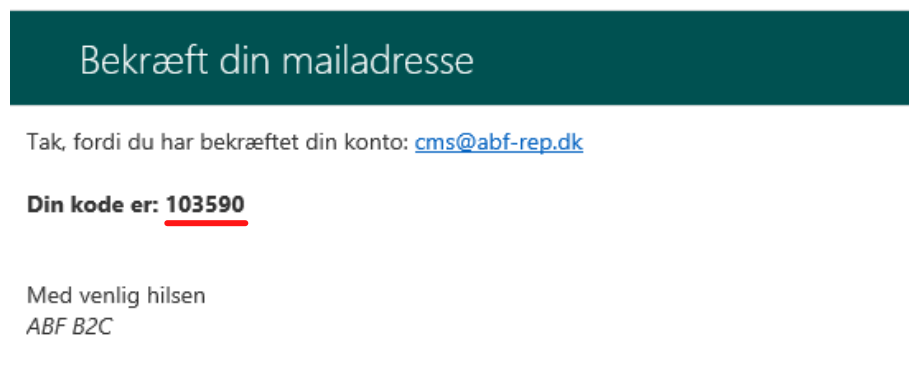 Bekræft din mailadresse
Tak, fordi du har bekræftet din konto: cms@abf-rep.dk
Din kode er: 103590
Med venlig hilsen
ABF B2C